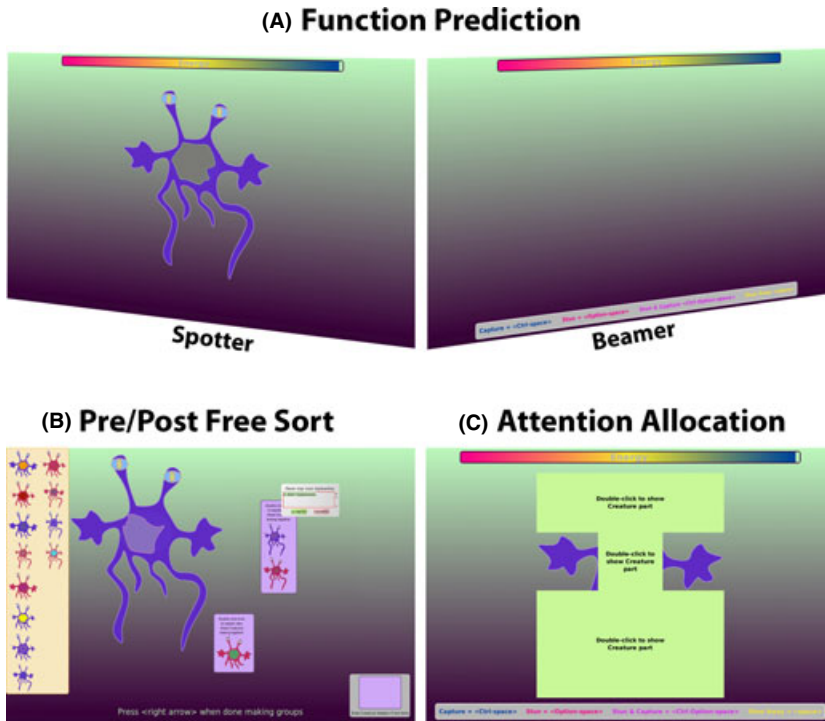 (A) Function Prediction
Energy
Energy
Capture = <Ctrl-space> Stun = <Option-space> Stun & Capture <Ctrl-Option-space>
Spotter
Beamer
(B) Pre/Post Free Sort
(C) Attention Allocation
Energy
Double-click to show
Creature part
Double-click to
show Creature
part
Double-click to show
Creature part
Press <right arrow> when done making groups
Capture = <Ctrl-space> Stun = <Option-space> Stun & Capture = <Ctrl-Option-space>